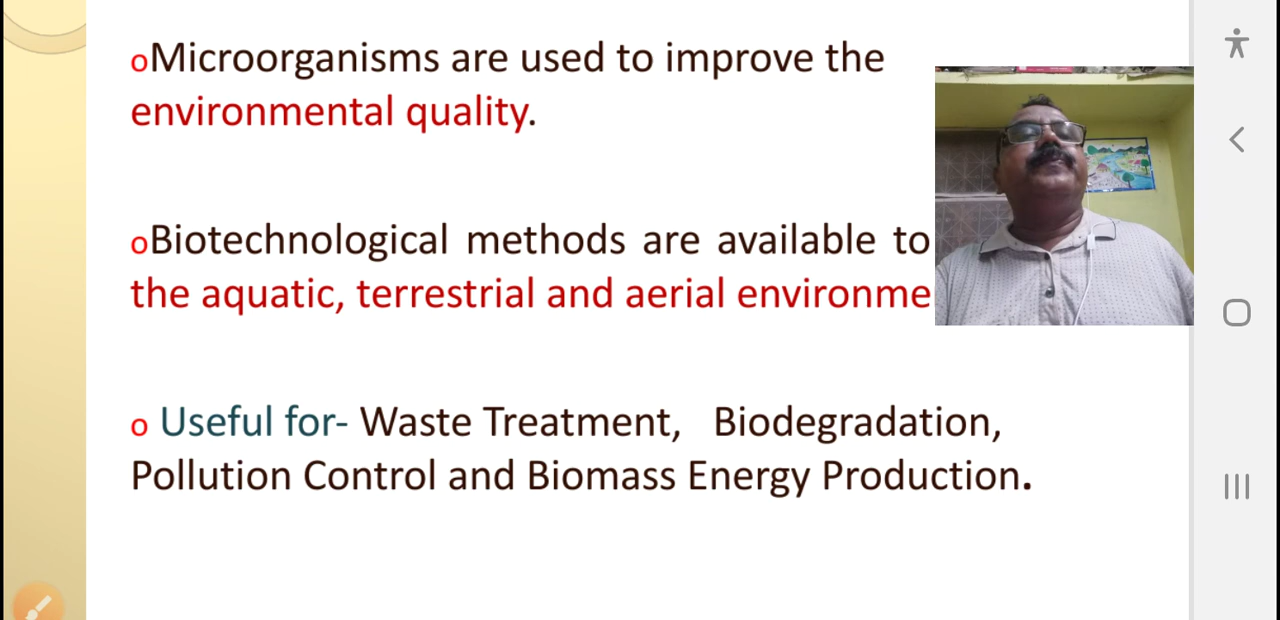 oMicroorganisms are used to improve the
environmental quality.
oBiotechnological methods are available to
the aquatic, terrestrial and aerial
o Useful for- Waste Treatment, Biodegradation,
Pollution Control and Biomass Energy Production.